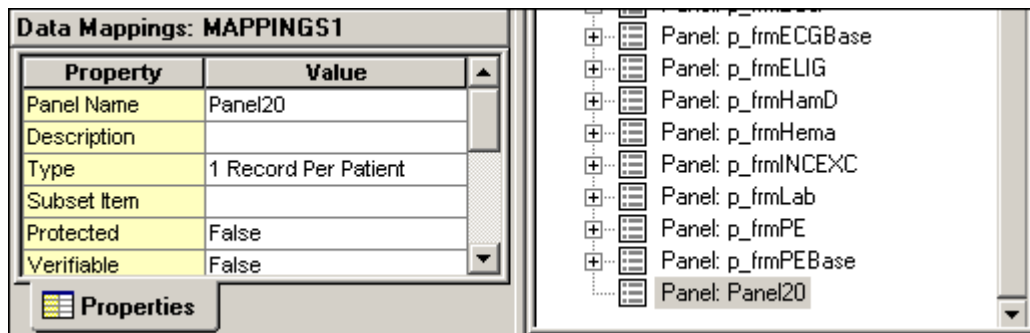 Data Mappings: MAPPINGS1
Property Value
Panel Name Panel20
Description
Type 1 Record Per Patient
Subset Item
Protected False
Verifiable False
Properties
Panel: p_frmECGBase
Panel: p_frmELIG
Panel: p_frmHamD
Panel: p_frmHema
Panel: p_frmINCEXC
Panel: p_frmLab
Panel: p_frmPE
Panel: p_frmPEBase
Panel: Panel20